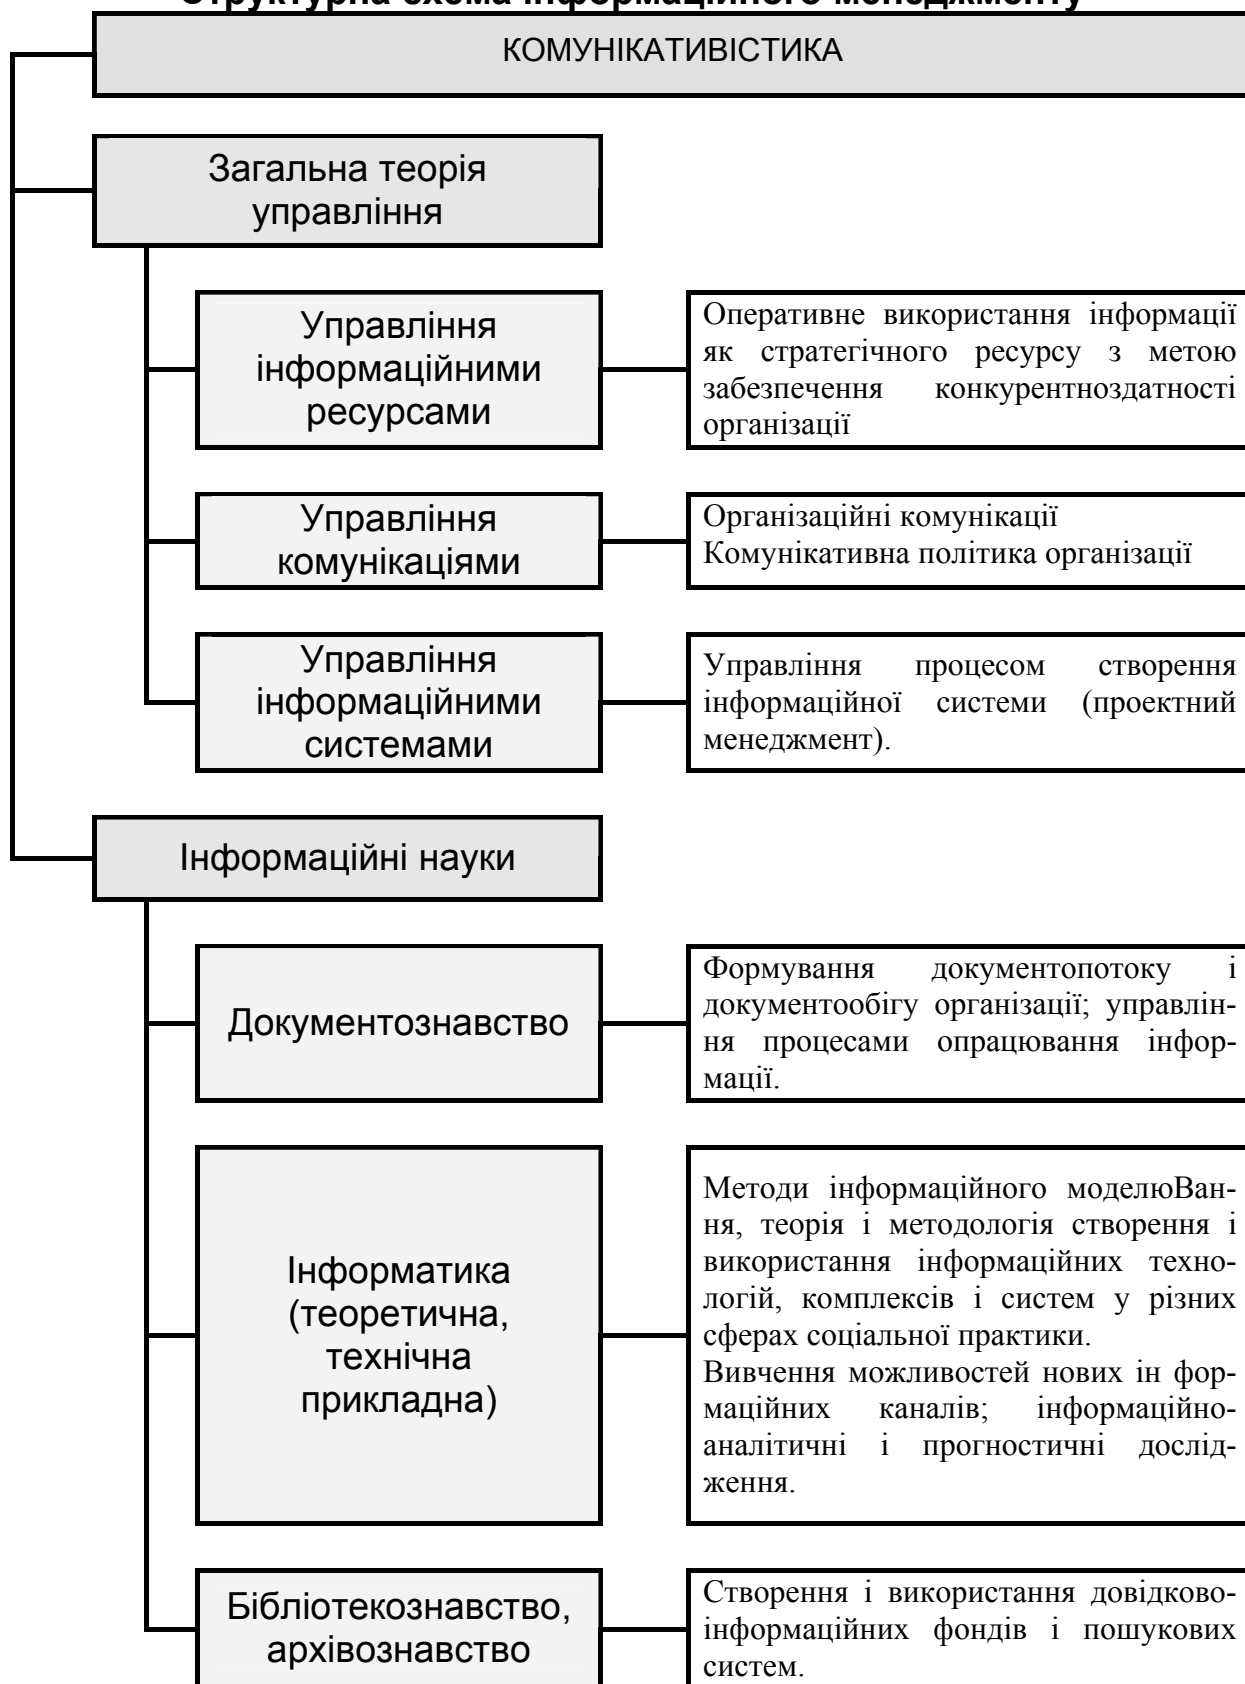 Структурна схема інформаційного менеджменту
КОМУНІКАТИВІСТИКА
Загальна теорія
управління
Управління
інформаційними
ресурсами
Оперативне використання інформації
як стратегічного ресурсу з метою
забезпечення конкурентноздатності
організації
Управління
комунікаціями
Організаційні комунікації
Комунікативна політика організації
Управління
інформаційними
системами
Управління процесом створення
інформаційної системи (проектний
менеджмент).
Інформаційні науки
Документознавство
Формування документопотоку і
документообігу організації; управлін-
ня процесами опрацювання інфор-
мації.
Інформатика
(теоретична,
технічна
прикладна)
Методи інформаційного моделюВан-
ня, теорія і методологія створення і
використання інформаційних техно-
логій, комплексів і систем у різних
сферах соціальної практики.
Вивчення можливостей нових ін фор-
маційних каналів; інформаційно-
аналітичні і прогностичні дослід-
ження.
Бібліотекознавство,
архівознавство
Створення і використання довідково-
інформаційних фондів і пошукових
систем.